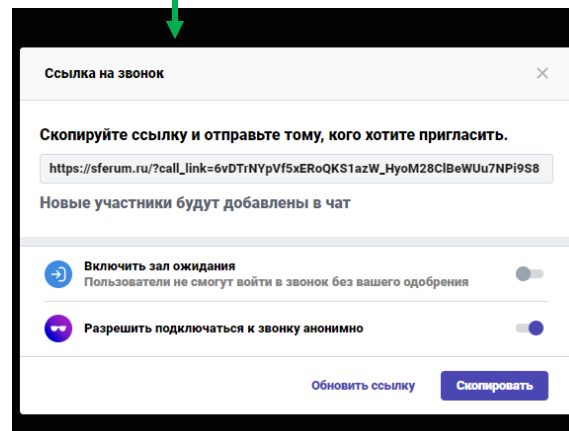 Ссылка на звонок
Скопируйте ссылку и отправьте тому, кого хотите пригласить.
https://sferum.ru/?call_link=6vDTrNYpVf5xERoQKS1azW_HyoM28ClBeWUu7NPi9S8
Новые участники будут добавлены в чат
Включить зал ожидания
Пользователи не смогут войти в звонок без вашего одобрения
Разрешить подключаться к звонку анонимно
Обновить ссылку
Скопировать